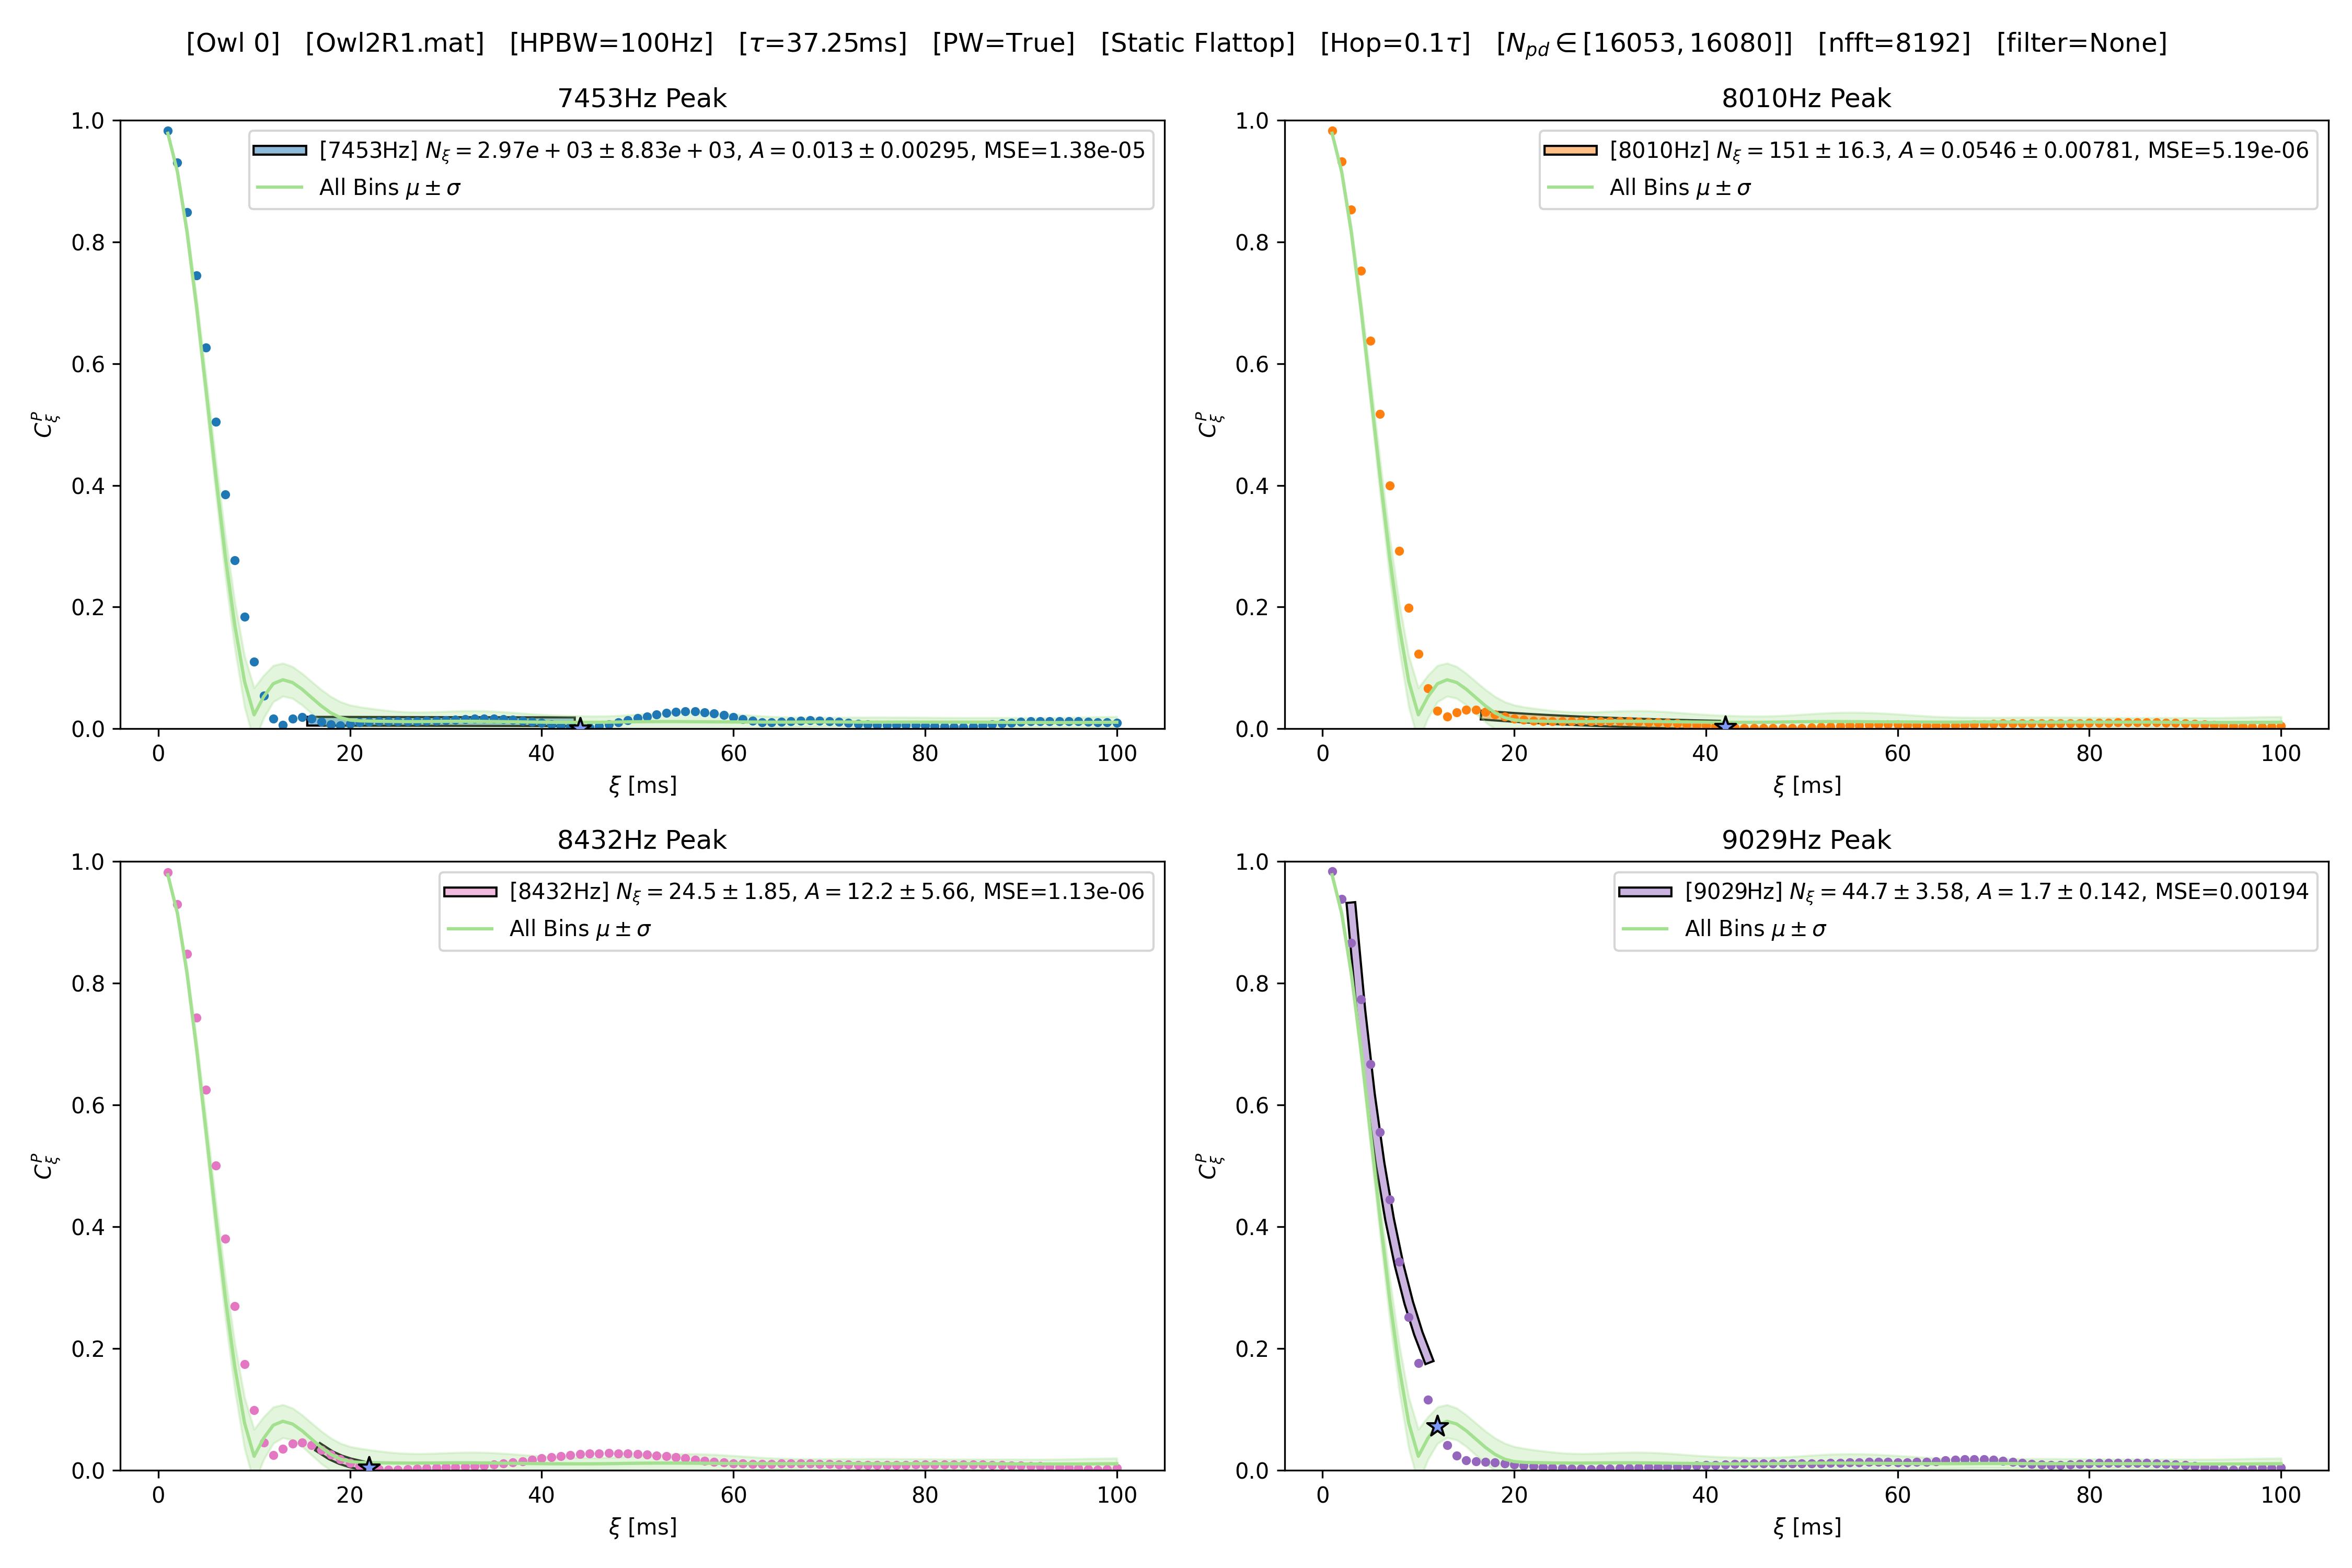 [Owl 0] [Owl2R1.mat] [HPBW=100Hz] [τ=37.25ms] [PW=True] [Static Flattop] [Hop=0.1τ] [N_pd ∈ [16053, 16080]] [nfft=8192] [filter=None]
7453Hz Peak
[7453Hz] N_ξ = 2.97e + 03 ± 8.83e + 03, A = 0.013 ± 0.00295, MSE=1.38e-05
All Bins μ ± σ
1.0
0.8
0.6
0.4
0.2
0.0
C_ξ^P
0 20 40 60 80 100
ξ [ms]
8010Hz Peak
[8010Hz] N_ξ = 151 ± 16.3, A = 0.0546 ± 0.00781, MSE=5.19e-06
All Bins μ ± σ
1.0
0.8
0.6
0.4
0.2
0.0
C_ξ^P
0 20 40 60 80 100
ξ [ms]
8432Hz Peak
[8432Hz] N_ξ = 24.5 ± 1.85, A = 12.2 ± 5.66, MSE=1.13e-06
All Bins μ ± σ
1.0
0.8
0.6
0.4
0.2
0.0
C_ξ^P
0 20 40 60 80 100
ξ [ms]
9029Hz Peak
[9029Hz] N_ξ = 44.7 ± 3.58, A = 1.7 ± 0.142, MSE=0.00194
All Bins μ ± σ
1.0
0.8
0.6
0.4
0.2
0.0
C_ξ^P
0 20 40 60 80 100
ξ [ms]